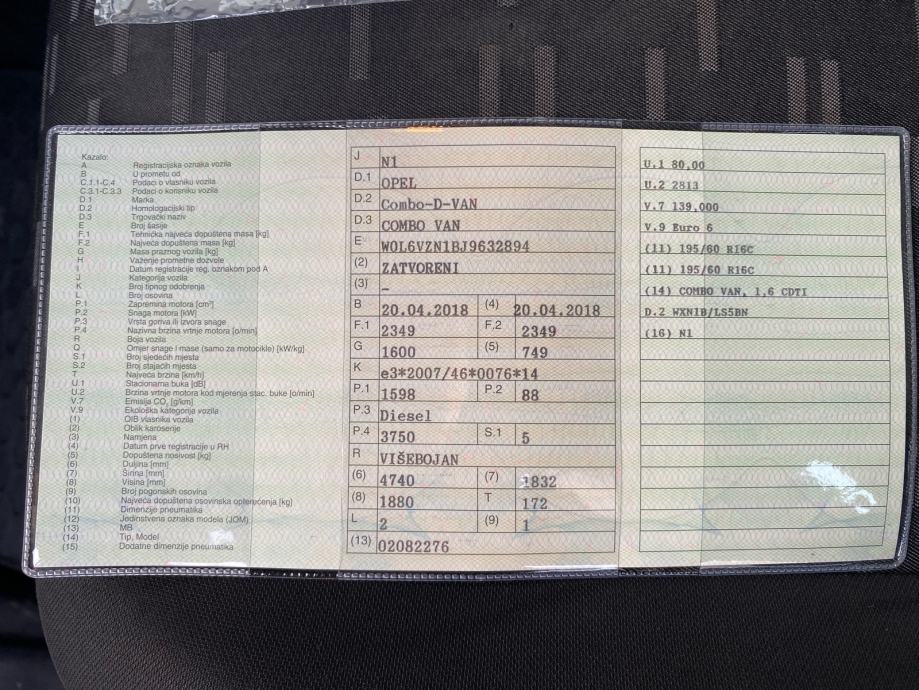 Kazalo:
A Registracijska oznaka vozila
B U prometu od
C.1.1-C.4 Podaci o vlasniku vozila
C.3.1-C.3.3 Podaci o korisniku vozila
D.1 Marka
D.2 Homologacijski tip
D.3 Trgovački naziv
E Broj šasije
F.1 Tehnička najveća dopuštena masa [kg]
F.2 Najveća dopuštena masa [kg]
G Masa praznog vozila [kg]
H Važenje prometne dozvole
I Datum registracije reg. oznakom pod A
J Kategorija vozila
K Broj tipnog odobrenja
L Broj osovina
P.1 Zapremina motora [cm³]
P.2 Snaga motora [kW]
P.3 Vrsta goriva ili izvora snage
P.4 Nazivna brzina vrtnje motora [o/min]
R Boja vozila
Q Omjer snage i mase (samo za motocikle) [kW/kg]
S.1 Broj sjedećih mjesta
S.2 Broj stajaćih mjesta
T Najveća brzina [km/h]
U.1 Stacionarna buka [dB]
U.2 Brzina vrtnje motora kod mjerenja stac. buke [o/min]
V.7 Emisija CO₂ [g/km]
V.9 Ekološka kategorija vozila
(1) OIB vlasnika vozila
(2) Oblik karoserije
(3) Namjena
(4) Datum prve registracije u RH
(5) Dopuštena nosivost [kg]
(6) Duljina [mm]
(7) Širina [mm]
(8) Visina [mm]
(9) Broj pogonskih osovina
(10) Najveća dopuštena osovinska opterećenja [kg]
(11) Dimenzije pneumatika
(12) Jedinstvena oznaka modela (JOM)
(13) MB
(14) Tip, Model
(15) Dodatne dimenzije pneumatika
J N1
D.1 OPEL
D.2 Combo-D-VAN
D.3 COMBO VAN
E W0L6VZN1BJ9632894
(2) ZATVORENI
(3) –
B 20.04.2018 (4) 20.04.2018
F.1 2349 F.2 2349
G 1600 (5) 749
K e3*2007/46*0076*14
P.1 1598 P.2 88
P.3 Diesel
P.4 3750 S.1 5
R VIŠEBOJAN
(6) 4740 (7) 1832
(8) 1880 T 172
L 2 (9) 1
(13) 02082276
U.1 80,00
U.2 2813
V.7 139,000
V.9 Euro 6
(11) 195/60 R16C
(11) 195/60 R16C
(14) COMBO VAN, 1,6 CDTI
D.2 WXN1B/LS5BN
(16) N1